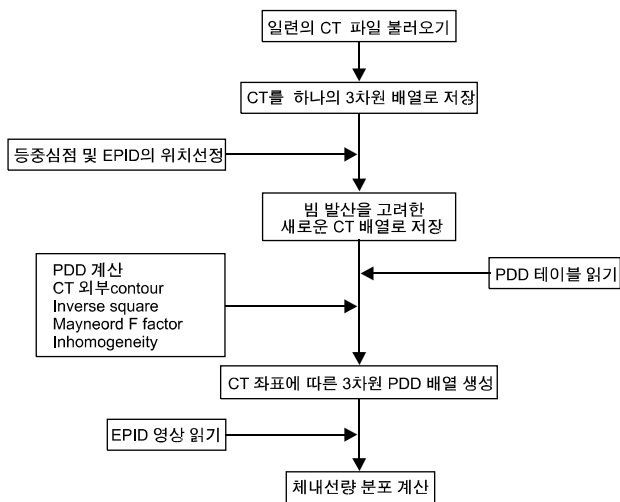 일련의 CT 파일 불러오기
CT를 하나의 3차원 배열로 저장
등중심점 및 EPID의 위치선정
빔 발산을 고려한
새로운 CT 배열로 저장
PDD 계산
CT 외부contour
Inverse square
Mayneord F factor
Inhomogeneity
PDD 테이블 읽기
CT 좌표에 따른 3차원 PDD 배열 생성
EPID 영상 읽기
체내선량 분포 계산